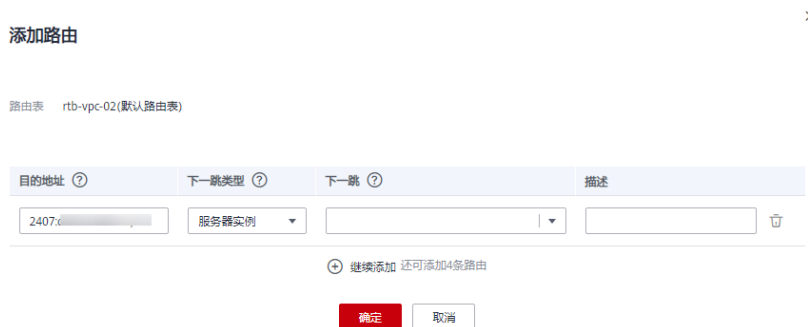 添加路由
路由表 rtb-vpc-02(默认路由表)
目的地址 下一跳类型 下一跳 描述
2407: 服务器实例
继续添加 还可添加4条路由
确定 取消